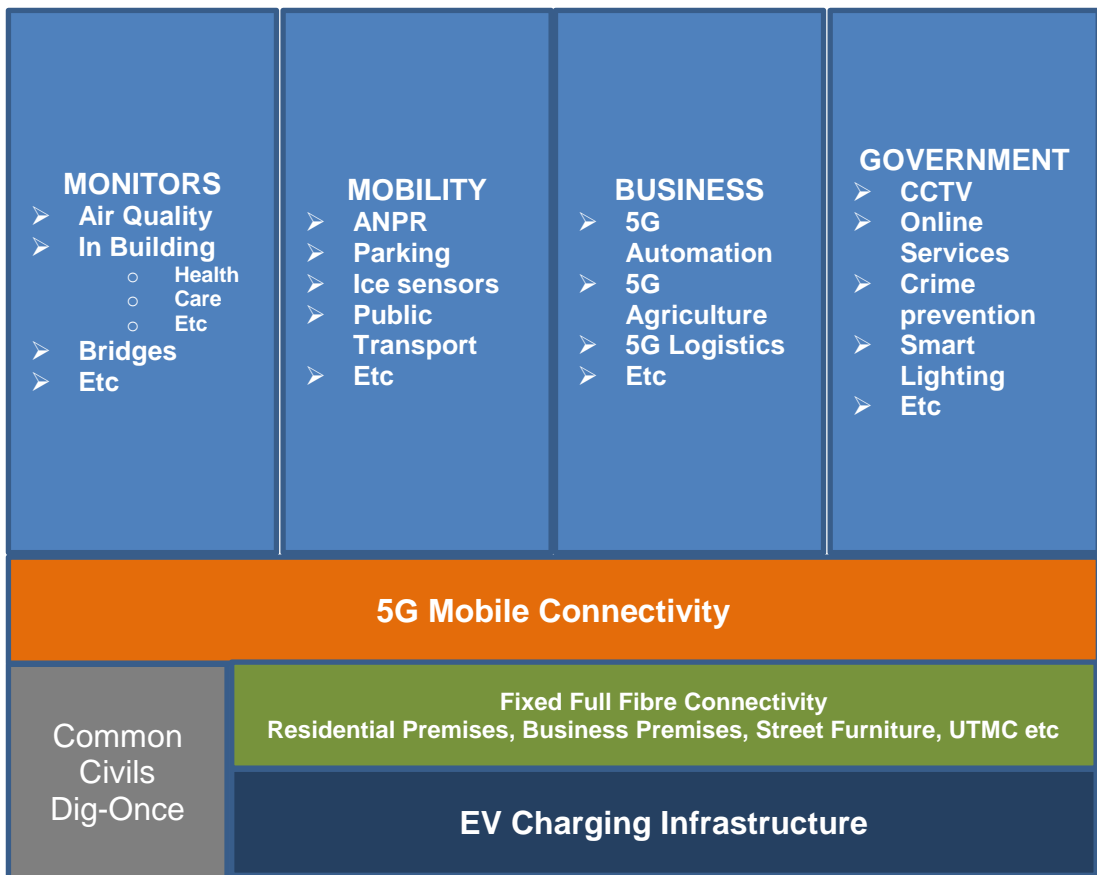 MONITORS
➢ Air Quality
➢ In Building
o Health
o Care
o Etc
➢ Bridges
➢ Etc
MOBILITY
➢ ANPR
➢ Parking
➢ Ice sensors
➢ Public
Transport
➢ Etc
BUSINESS
➢ 5G
Automation
➢ 5G
Agriculture
➢ 5G Logistics
➢ Etc
GOVERNMENT
➢ CCTV
➢ Online
Services
➢ Crime
prevention
➢ Smart
Lighting
➢ Etc
5G Mobile Connectivity
Common
Civils
Dig-Once
Fixed Full Fibre Connectivity
Residential Premises, Business Premises, Street Furniture, UTMC etc
EV Charging Infrastructure